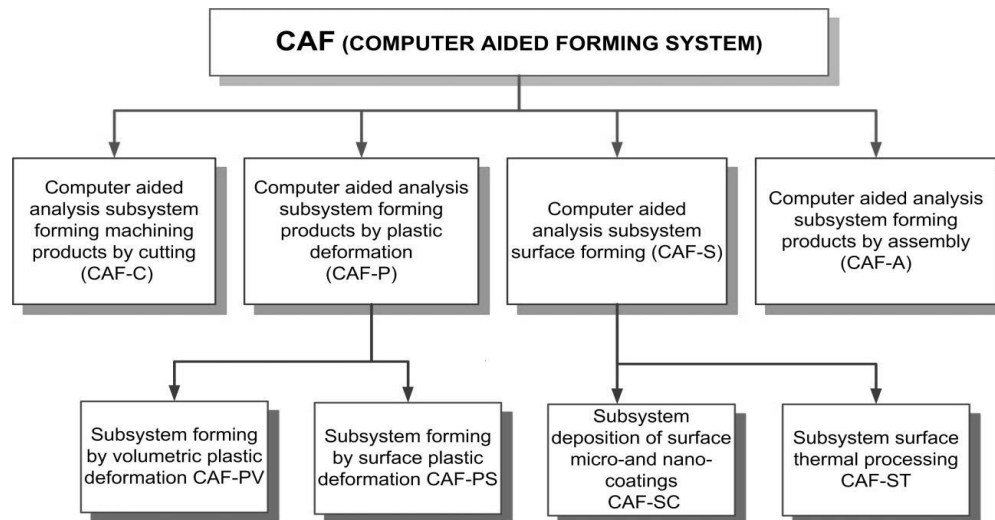 CAF (COMPUTER AIDED FORMING SYSTEM)
Computer aided
analysis subsystem
forming machining
products by cutting
(CAF-C)
Computer aided analysis
subsystem forming
products by plastic
deformation
(CAF-P)
Computer aided
analysis subsystem
surface forming (CAF-S)
Computer aided analysis
subsystem forming
products by assembly
(CAF-A)
Subsystem forming
by volumetric plastic
deformation CAF-PV
Subsystem forming
by surface plastic
deformation CAF-PS
Subsystem
deposition of surface
micro-and nano-
coatings
CAF-SC
Subsystem surface
thermal processing
CAF-ST